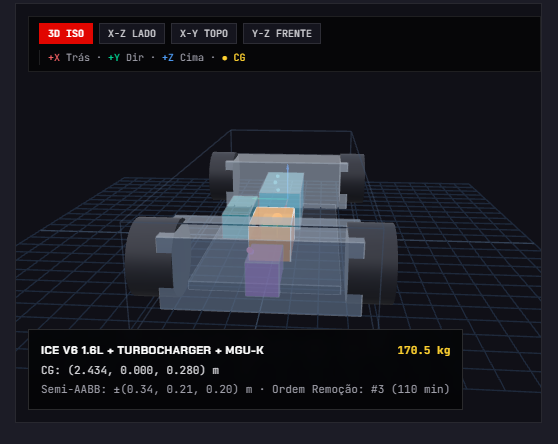 3D ISO X-Z LADO X-Y TOPO Y-Z FRENTE
+X Trás · +Y Dir · +Z Cima · ● CG
ICE V6 1.6L + TURBOCHARGER + MGU-K 170.5 kg
CG: (2.434, 0.000, 0.280) m
Semi-AABB: ±(0.34, 0.21, 0.20) m · Ordem Remoção: #3 (110 min)